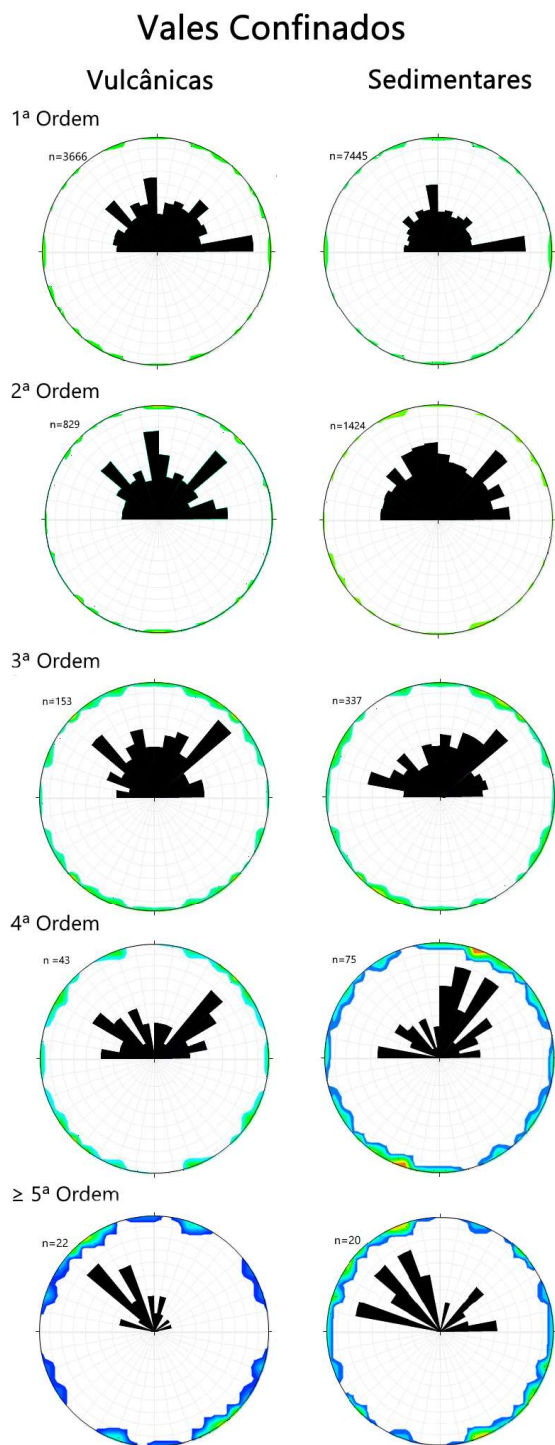 Vales Confinados
Vulcânicas Sedimentares
1ª Ordem
n=3666 n=7445
2ª Ordem
n=829 n=1424
3ª Ordem
n=153 n=337
4ª Ordem
n =43 n=75
≥ 5ª Ordem
n=22 n=20